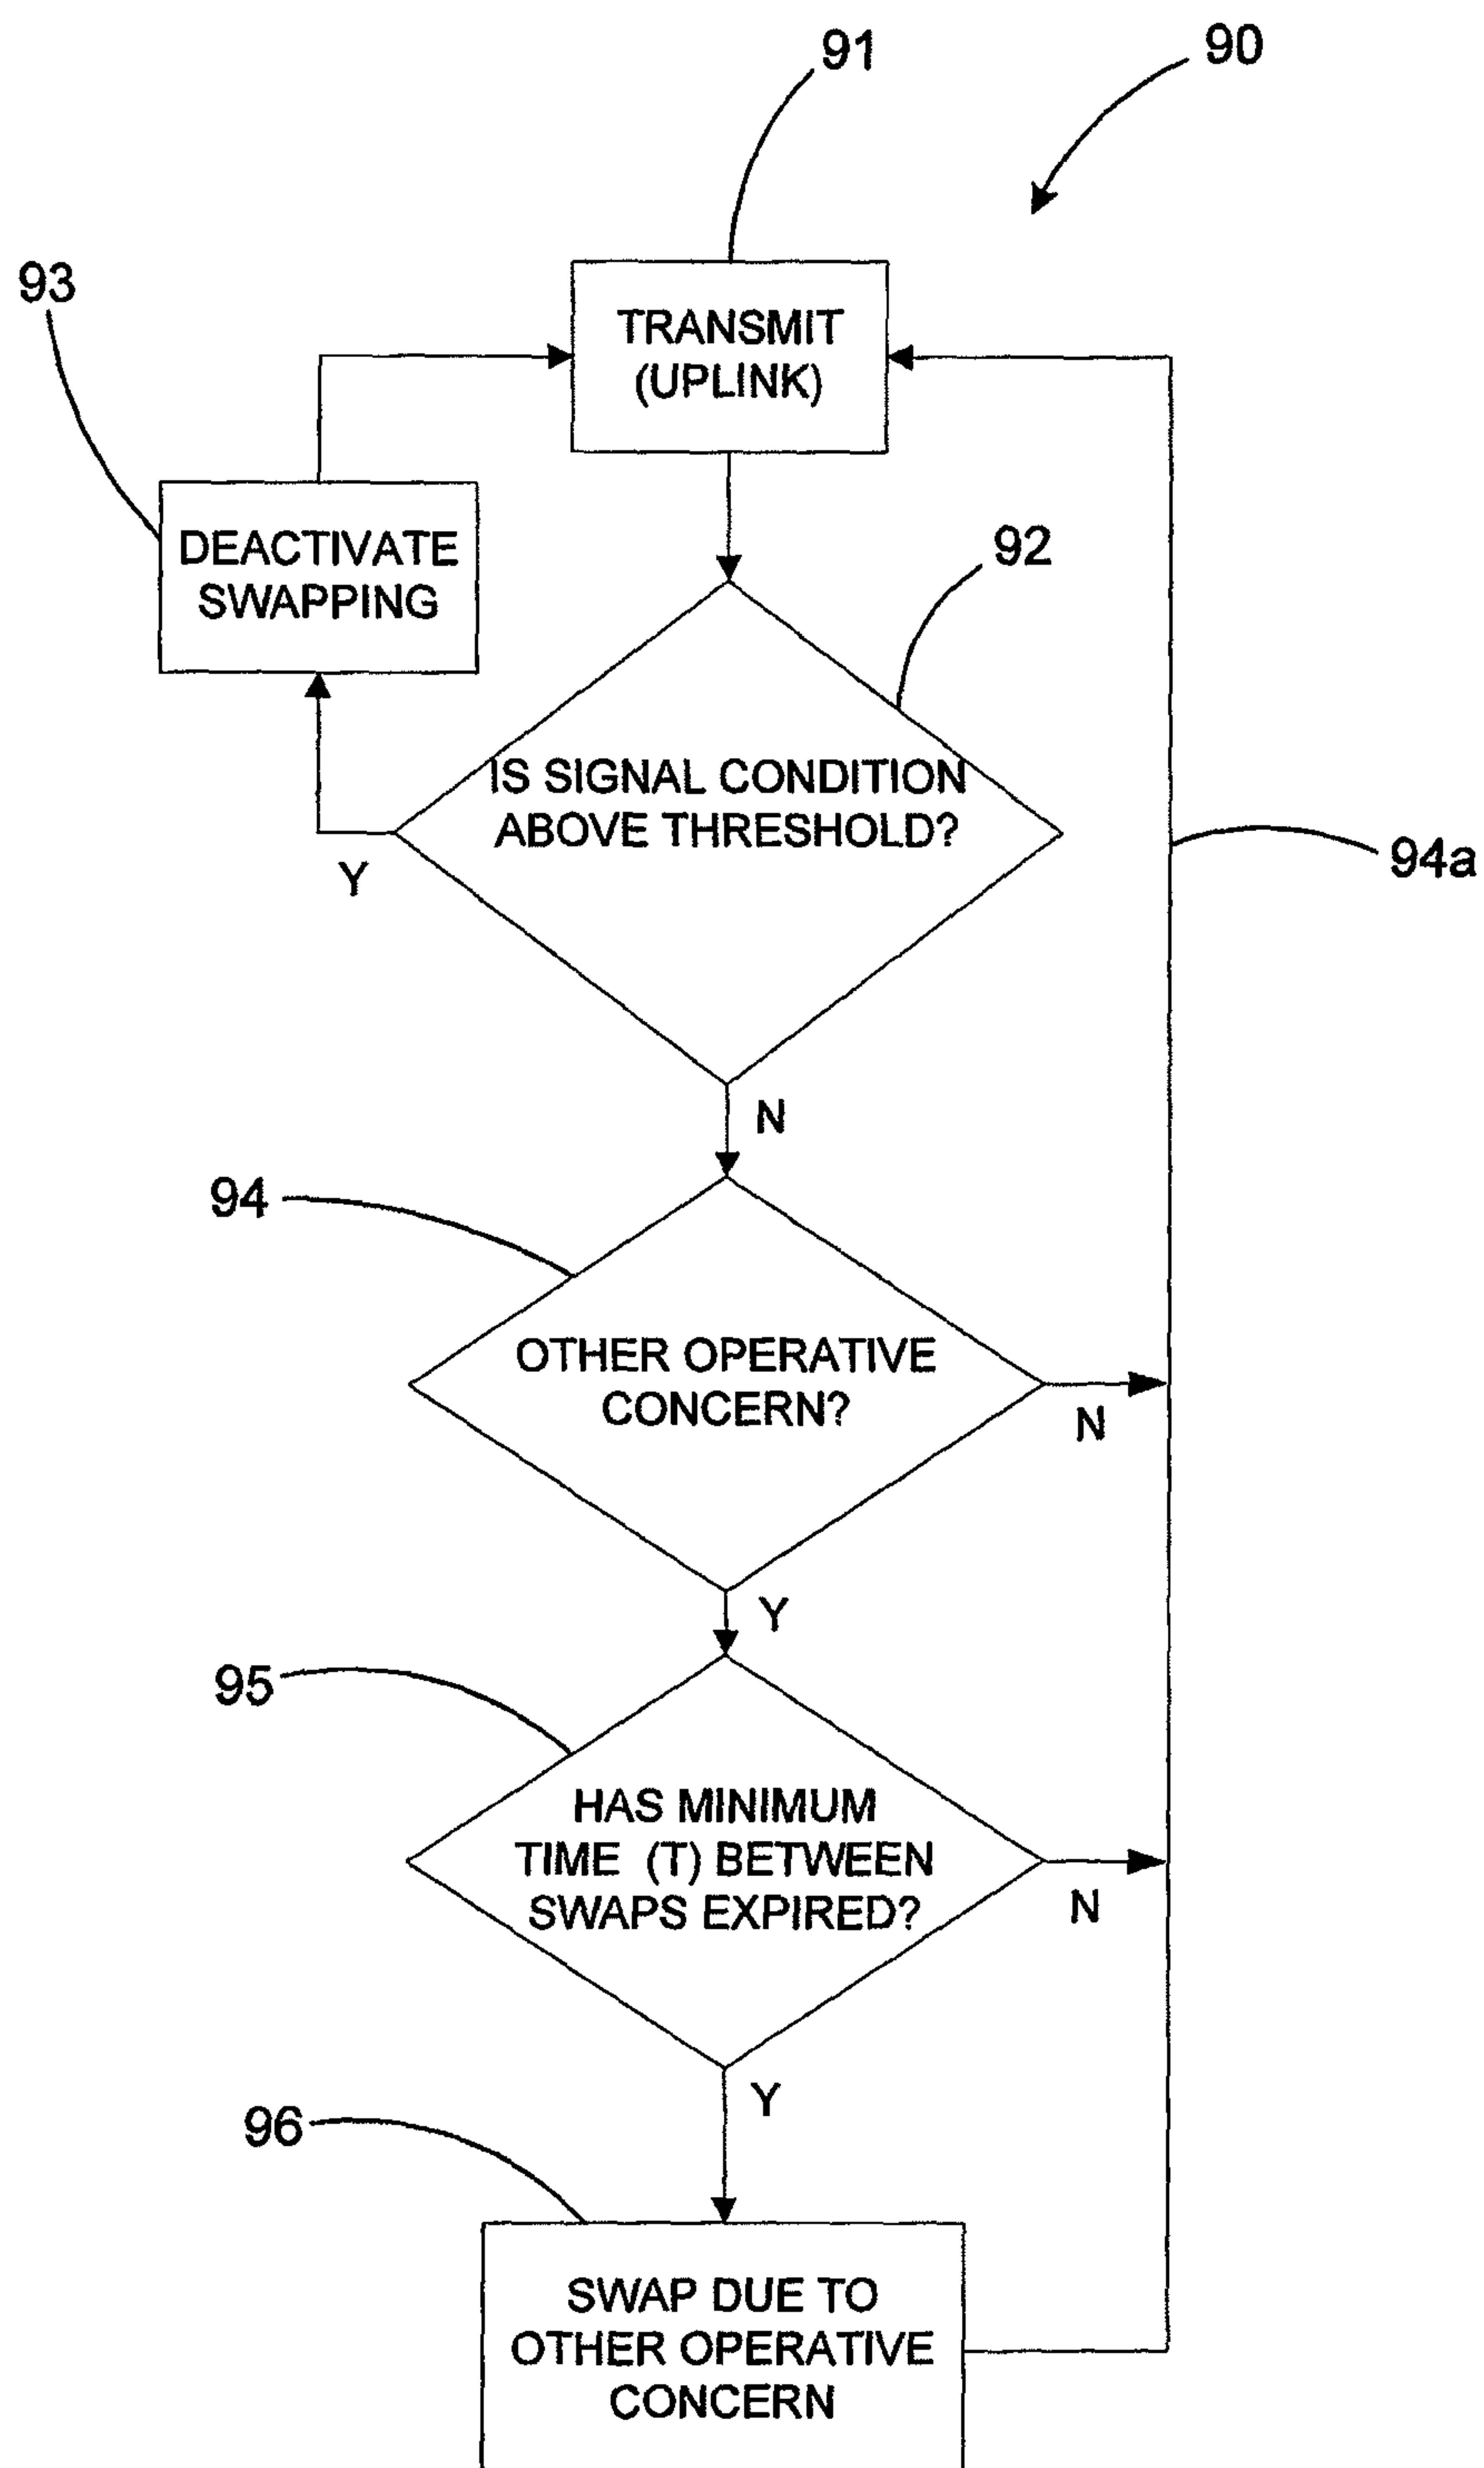 91
90
93
TRANSMIT
(UPLINK)
DEACTIVATE
SWAPPING
92
IS SIGNAL CONDITION
ABOVE THRESHOLD?
94a
Y
N
94
OTHER OPERATIVE
CONCERN?
N
Y
95
HAS MINIMUM
TIME (T) BETWEEN
SWAPS EXPIRED?
N
Y
96
SWAP DUE TO
OTHER OPERATIVE
CONCERN